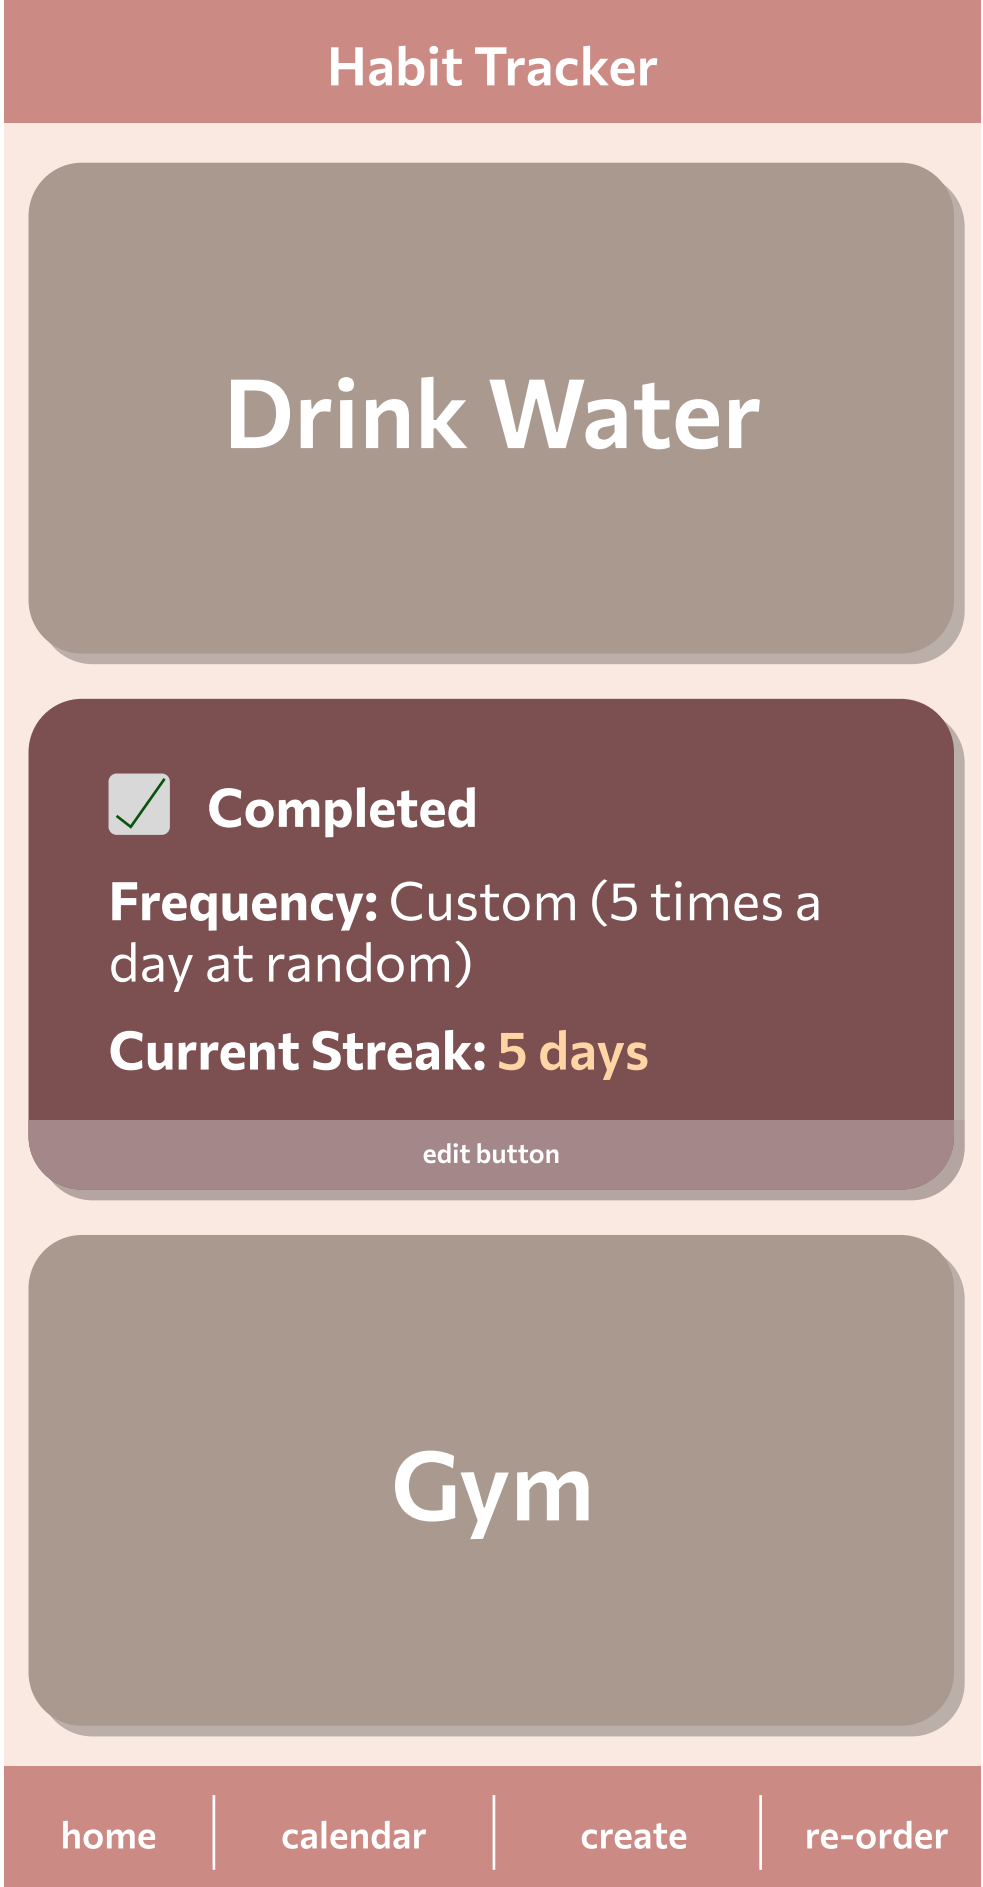 Habit Tracker
Drink Water
Completed
Frequency: Custom (5 times a
day at random)
Current Streak: 5 days
edit button
Gym
home calendar create re-order